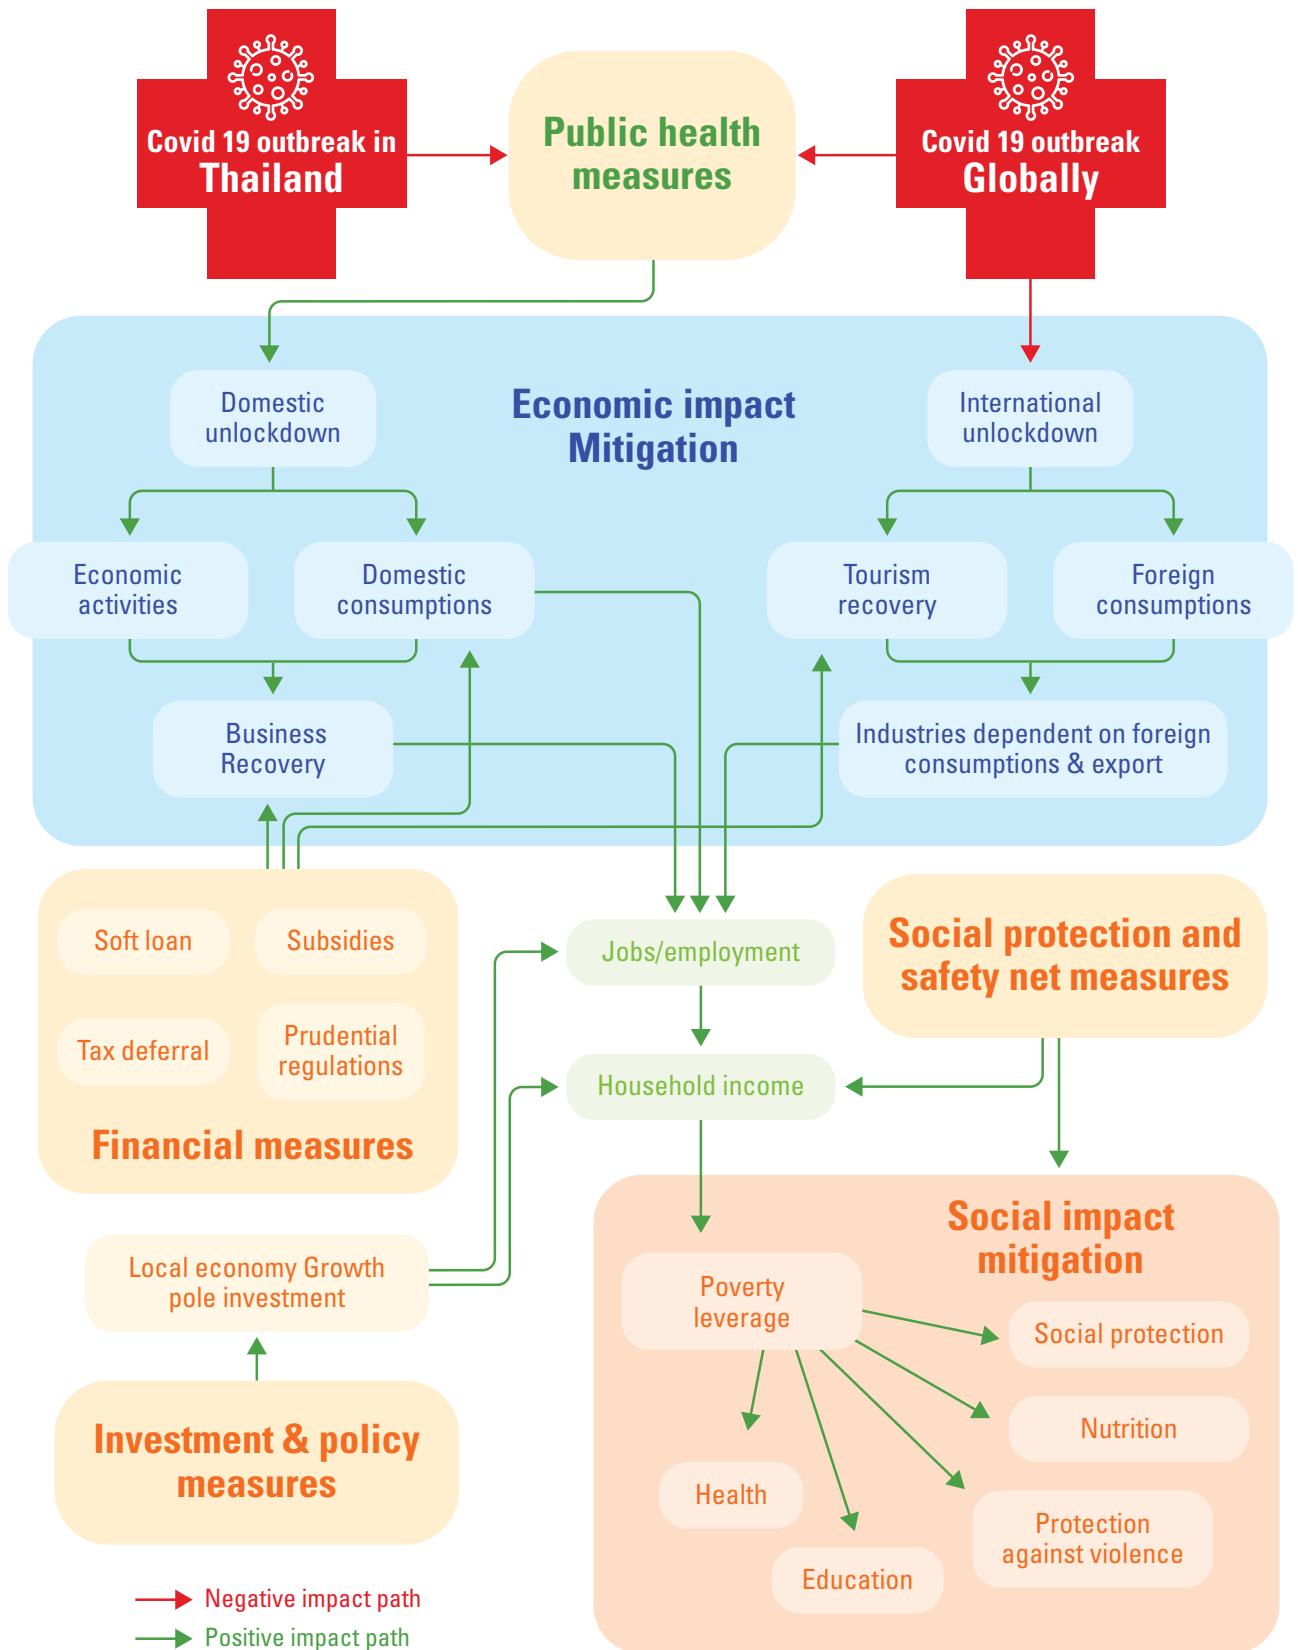 Covid 19 outbreak in
Thailand
Public health
measures
Covid 19 outbreak
Globally
Domestic
unlockdown
Economic impact
Mitigation
International
unlockdown
Economic
activities
Domestic
consumptions
Tourism
recovery
Foreign
consumptions
Business
Recovery
Industries dependent on foreign
consumptions & export
Soft loan
Subsidies
Tax deferral
Prudential
regulations
Financial measures
Jobs/employment
Household income
Social protection and
safety net measures
Local economy Growth
pole investment
Investment & policy
measures
Social impact
mitigation
Poverty
leverage
Social protection
Nutrition
Protection
against violence
Health
Education
Negative impact path
Positive impact path